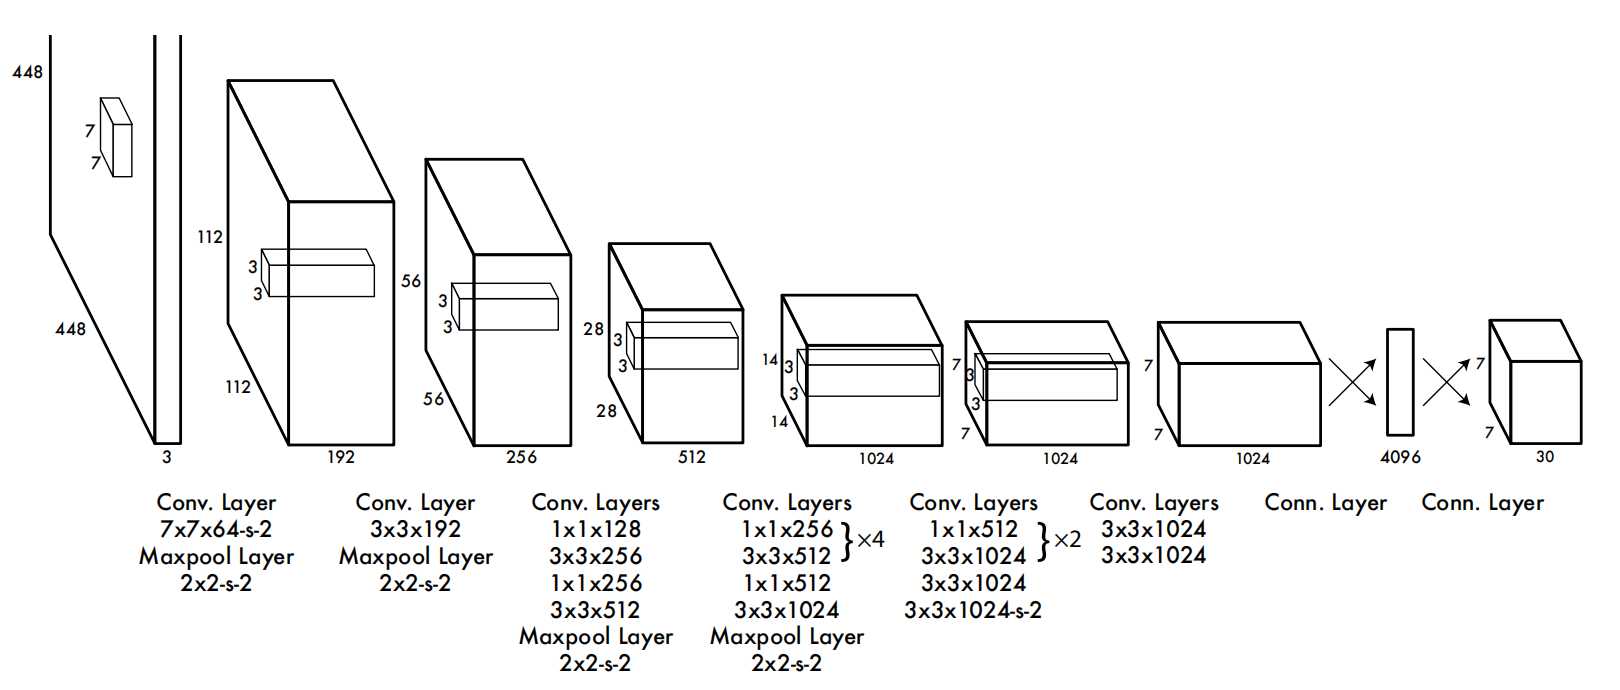 448
7
7
448
3
112
3
3
112
192
56
3
3
56
256
28
3
3
28
512
14
3
3
14
1024
7
3
3
7
1024
7
7
1024
4096
7
7
30
Conv. Layer
7x7x64-s-2
Maxpool Layer
2x2-s-2
Conv. Layer
3x3x192
Maxpool Layer
2x2-s-2
Conv. Layers
1x1x128
3x3x256
1x1x256
3x3x512
Maxpool Layer
2x2-s-2
Conv. Layers
1x1x256
3x3x512
} ×4
1x1x512
3x3x1024
Maxpool Layer
2x2-s-2
Conv. Layers
1x1x512
3x3x1024
} ×2
3x3x1024
3x3x1024-s-2
Conv. Layers
3x3x1024
3x3x1024
Conn. Layer
Conn. Layer